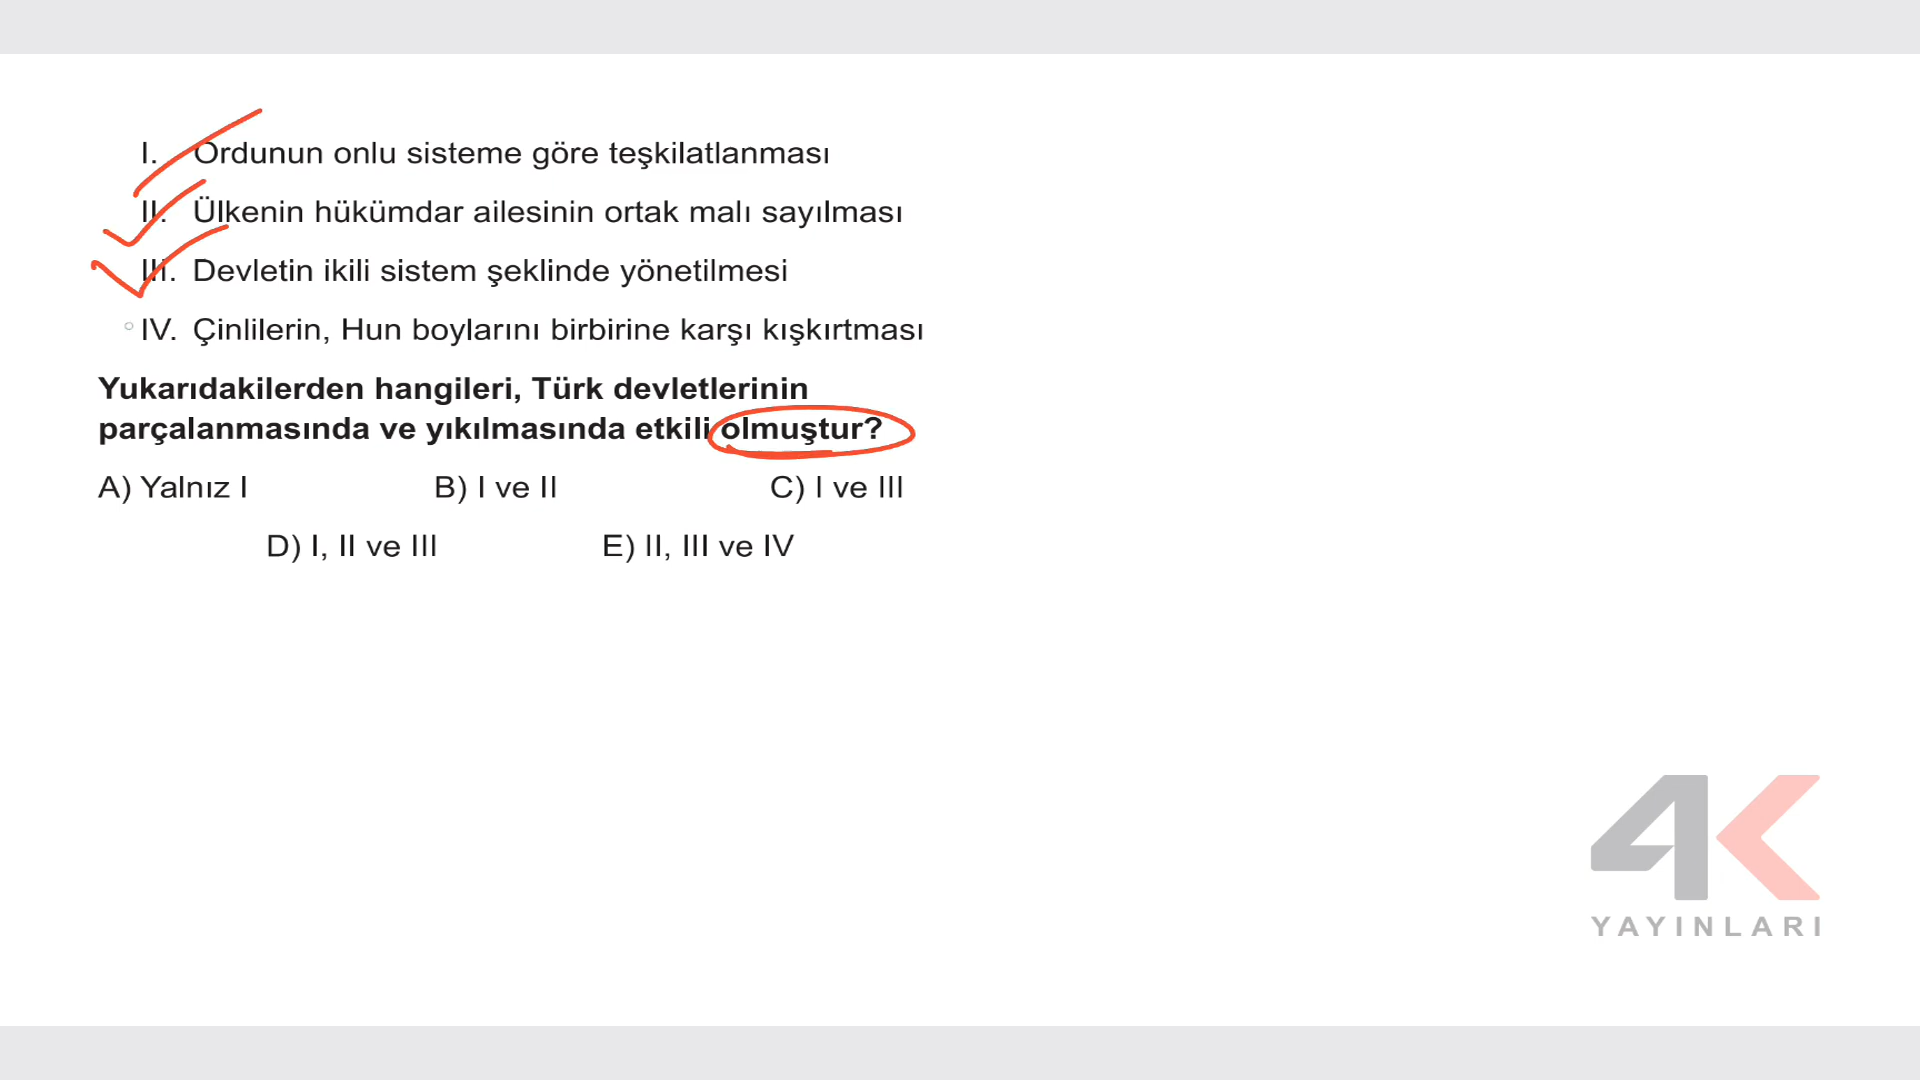 I. Ordunun onlu sisteme göre teşkilatlanması
II. Ülkenin hükümdar ailesinin ortak malı sayılması
III. Devletin ikili sistem şeklinde yönetilmesi
IV. Çinlilerin, Hun boylarını birbirine karşı kışkırtması
Yukarıdakilerden hangileri, Türk devletlerinin
parçalanmasında ve yıkılmasında etkili olmuştur?
A) Yalnız I B) I ve II C) I ve III
D) I, II ve III E) II, III ve IV
4K
YAYINLARI